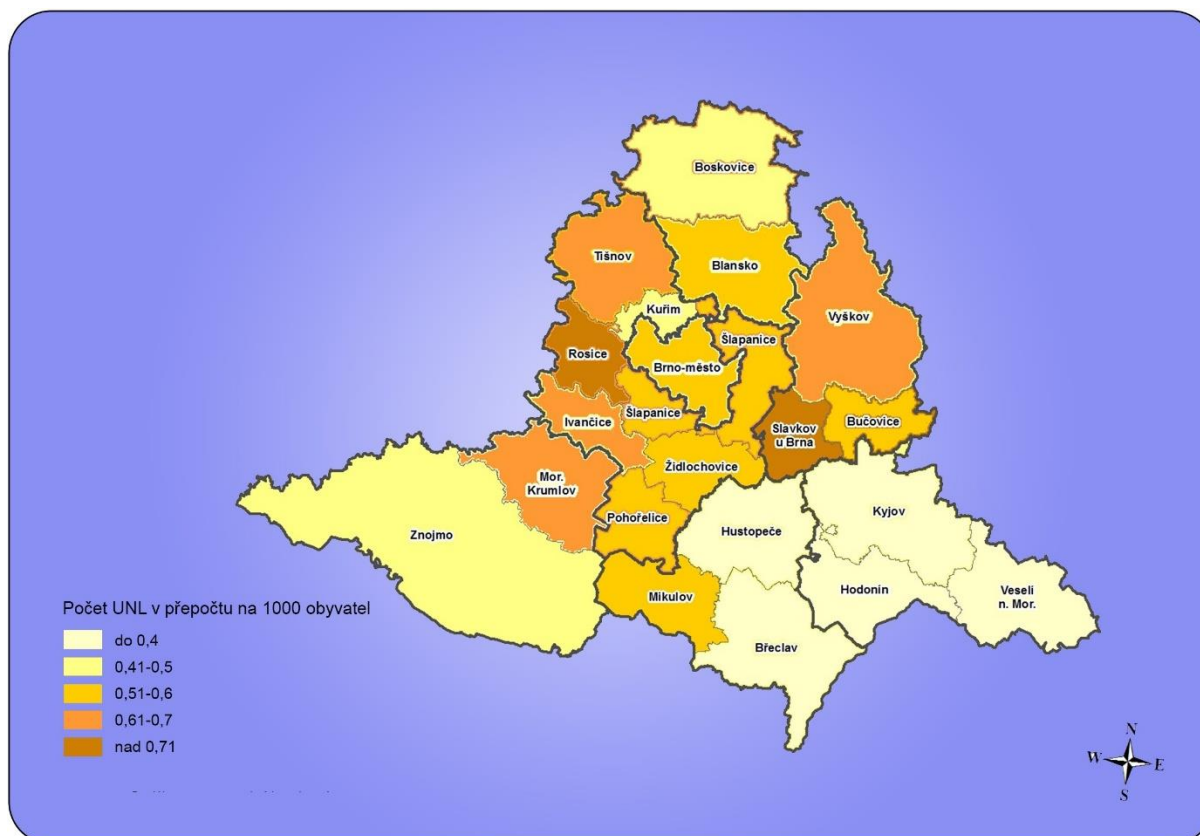 Boskovice
Tišnov
Blansko
Kuřim
Vyškov
Šlapanice
Rosice
Brno-město
Ivančice
Šlapanice
Slavkov
u Brna
Bučovice
Mor.
Krumlov
Židlochovice
Pohořelice
Kyjov
Znojmo
Hustopeče
Mikulov
Hodonín
Veselí
n. Mor.
Břeclav
Počet UNL v přepočtu na 1000 obyvatel
do 0,4
0,41-0,5
0,51-0,6
0,61-0,7
nad 0,71
N
W E
S